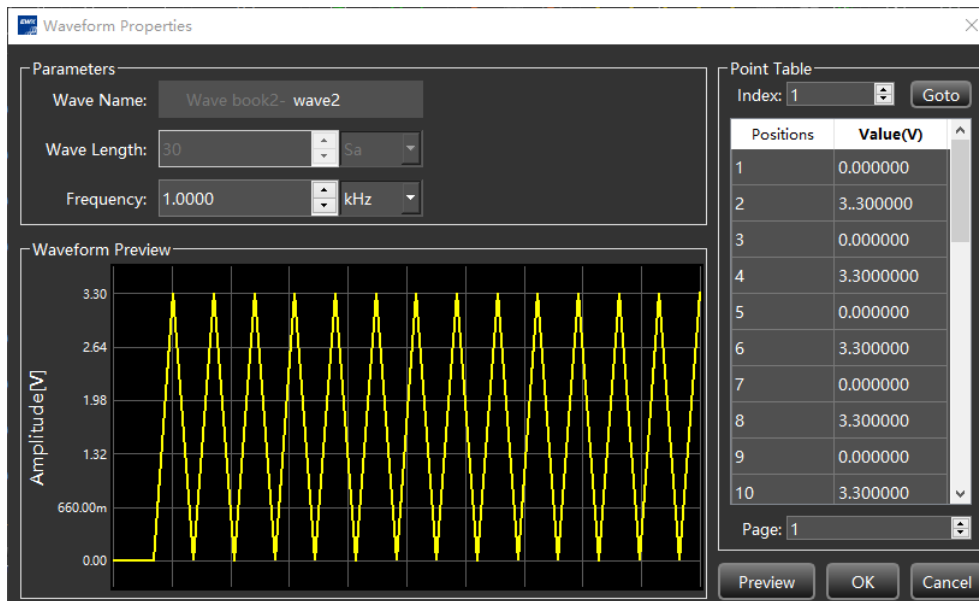 Waveform Properties
Parameters
Wave Name: Wave book2- wave2
Wave Length: 30 Sa
Frequency: 1.0000 kHz
Waveform Preview
Amplitude[V]
3.30
2.64
1.98
1.32
660.00m
0.00
Point Table
Index: 1 Goto
Positions Value(V)
1 0.000000
2 3..300000
3 0.000000
4 3.3000000
5 0.000000
6 3.300000
7 0.000000
8 3.300000
9 0.000000
10 3.300000
Page: 1
Preview OK Cancel